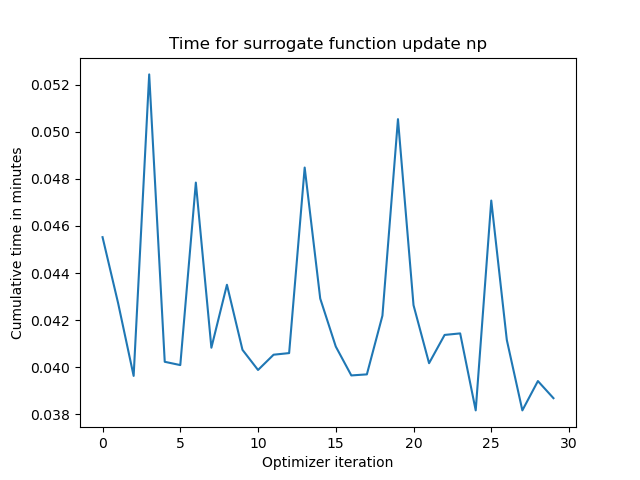 Time for surrogate function update np
0.052
0.050
0.048
0.046
0.044
0.042
0.040
0.038
Cumulative time in minutes
0 5 10 15 20 25 30
Optimizer iteration